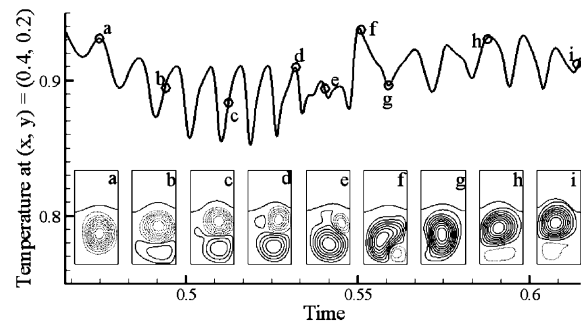 Temperature at (x, y) = (0.4, 0.2)
0.9
0.8
a
b
c
d
e
f
g
h
i
a b c d e f g h i
0.5 0.55 0.6
Time